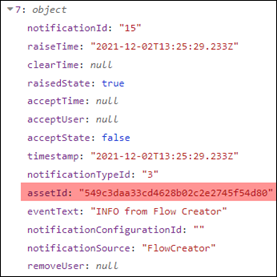 7: object
notificationId: "15"
raiseTime: "2021-12-02T13:25:29.233Z"
clearTime: null
raisedState: true
acceptTime: null
acceptUser: null
acceptState: false
timestamp: "2021-12-02T13:25:29.233Z"
notificationTypeId: "3"
assetId: "549c3daa33cd4628b02c2e2745f54d80"
eventText: "INFO from Flow Creator"
notificationConfigurationId: ""
notificationSource: "FlowCreator"
removeUser: null